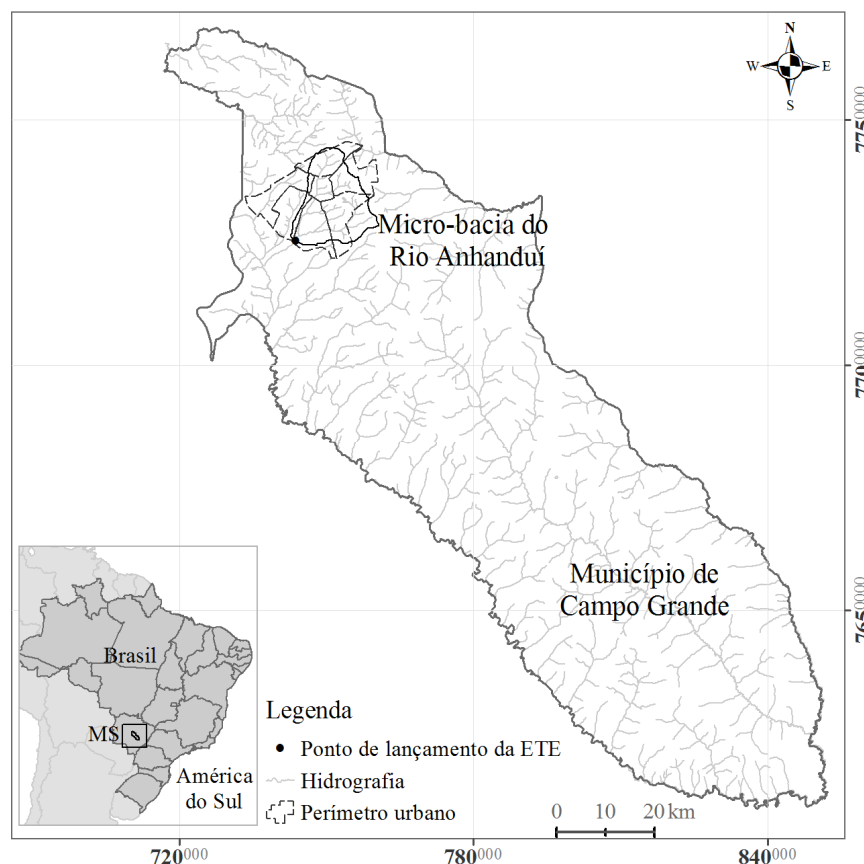 N
W
E
S
7750000
Micro-bacia do
Rio Anhanduí
7700000
Município de
Campo Grande
7650000
Brasil
MS
América
do Sul
Legenda
Ponto de lançamento da ETE
Hidrografia
Perímetro urbano
0 10 20 km
720000 780000 840000